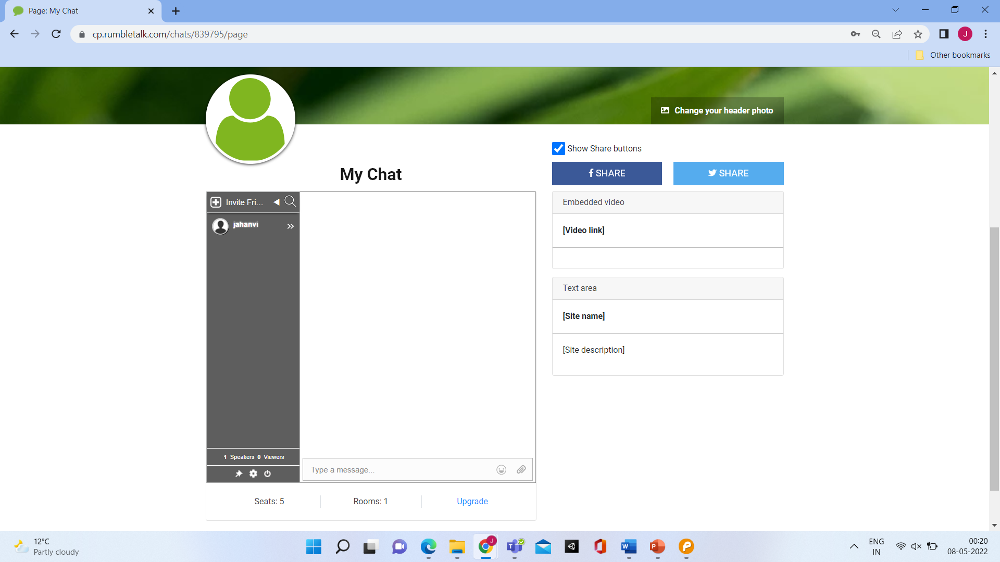 Page: My Chat
cp.rumbletalk.com/chats/839795/page
J
Other bookmarks
Change your header photo
Show Share buttons
SHARE
SHARE
My Chat
Invite Fri...
jahanvi
Embedded video
[Video link]
Text area
[Site name]
[Site description]
1 Speakers 0 Viewers
Type a message...
Seats: 5
Rooms: 1
Upgrade
12°C
Partly cloudy
J
ENG
IN
00:20
08-05-2022